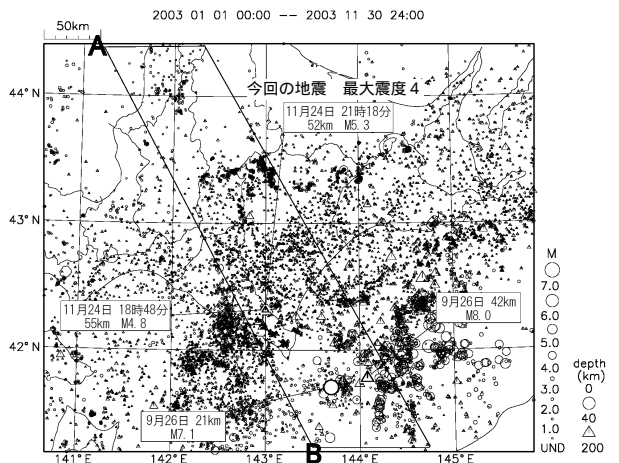 2003 01 01 00:00 -- 2003 11 30 24:00
50km
A
今回の地震 最大震度４
11月24日 21時18分
52km M5.3
44°N
43°N
11月24日 18時48分
55km M4.8
9月26日 42km
M8.0
42°N
9月26日 21km
M7.1
B
141°E
142°E
143°E
144°E
145°E
M
7.0
6.0
5.0
4.0
3.0
2.0
1.0
UND
depth
(km)
0
40
200